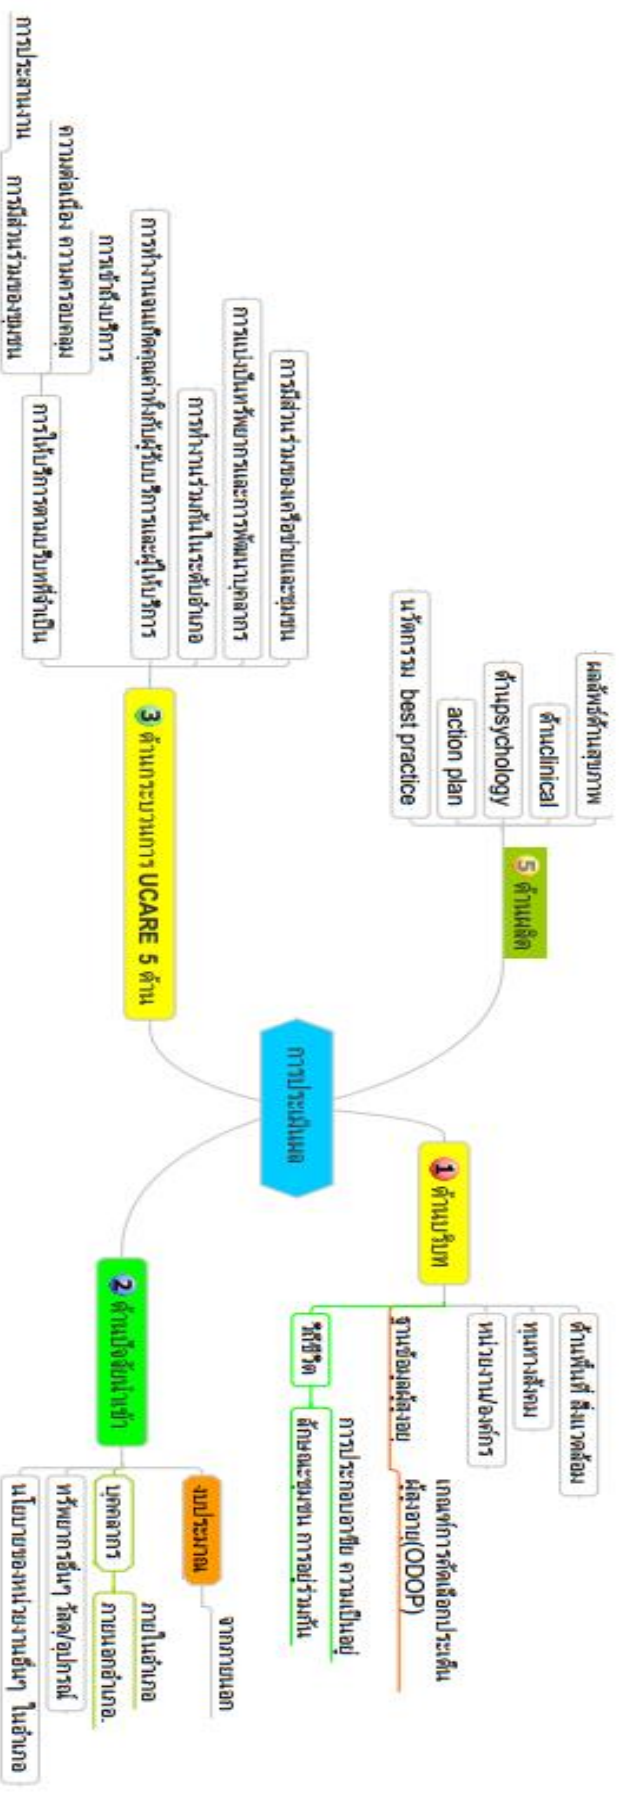 การประเมินผล
1 ด้านบริบท
ด้านพื้นที่ สิ่งแวดล้อม
ทุนทางสังคม
หน่วยงาน/องค์กร
ฐานข้อมูลผู้สูงอายุ
เกณฑ์การคัดเลือกประเด็น
ผู้สูงอายุ(ODOP)
วิถีชีวิต
การประกอบอาชีย ความเป็นอยู่
ลักษณะชุมชน การอยู่ร่วมกัน
2 ด้านปัจจัยนำเข้า
งบประมาณ
จากภายนอก
บุคคลากร
ภายในอำเภอ
ภายนอกอำเภอ.
ทรัพยากรอื่นๆ วัสดุ/อุปกรณ์
นโยบายของหน่วยงานอื่นๆ ในอำเภอ
3 ด้านกระบวนการ UCARE 5 ด้าน
การมีส่วนร่วมของเครือข่ายและชุมชน
การแบ่งปันทรัพยากรและการพัฒนาบุคลากร
การทำงานร่วมกันในระดับอำเภอ
การทำงานจนเกิดคุณค่าทั้งกับผู้รับบริการและผู้ให้บริการ
การให้บริการตามบริบทที่จำเป็น
การเข้าถึงบริการ
ความต่อเนื่อง ความครอบคลุม
การมีส่วนร่วมของชุมชน
การประสานงาน
5 ด้านผลิต
ผลลัพธ์ด้านสุขภาพ
ด้านclinical
ด้านpsychology
action plan
นวัตกรรม best practice